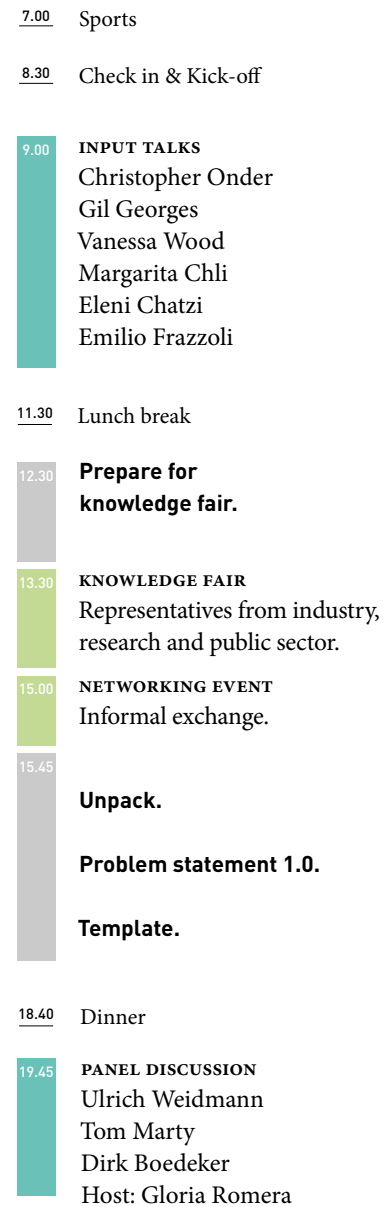 7.00 Sports
8.30 Check in & Kick-off
9.00 INPUT TALKS
Christopher Onder
Gil Georges
Vanessa Wood
Margarita Chli
Eleni Chatzi
Emilio Frazzoli
11.30 Lunch break
12.30 Prepare for
knowledge fair.
13.30 KNOWLEDGE FAIR
Representatives from industry,
research and public sector.
15.00 NETWORKING EVENT
Informal exchange.
15.45
Unpack.
Problem statement 1.0.
Template.
18.40 Dinner
19.45 PANEL DISCUSSION
Ulrich Weidmann
Tom Marty
Dirk Boedeker
Host: Gloria Romera